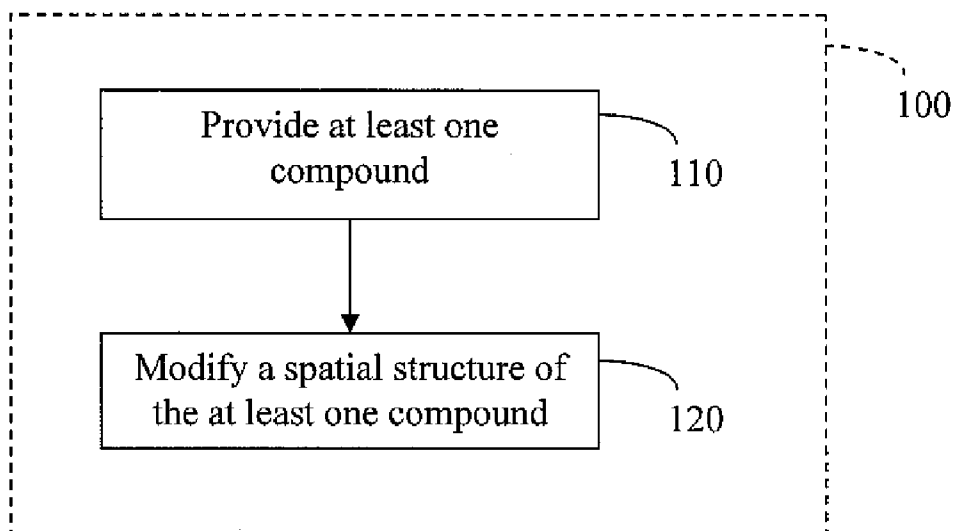 100
Provide at least one
compound
110
Modify a spatial structure of
the at least one compound
120